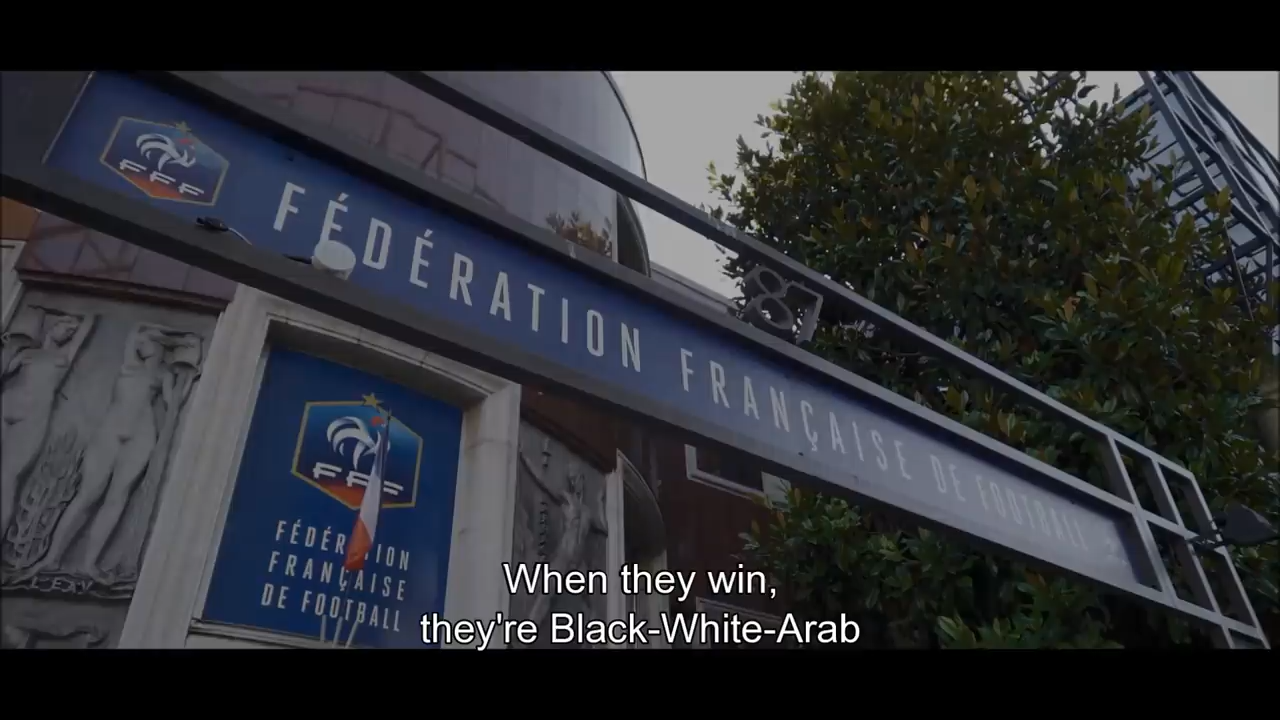 FFF
FÉDÉRATION FRANÇAISE DE FOOTBALL
87
FFF
FÉDÉRATION
FRANÇAISE
DE FOOTBALL
When they win,
they're Black-White-Arab